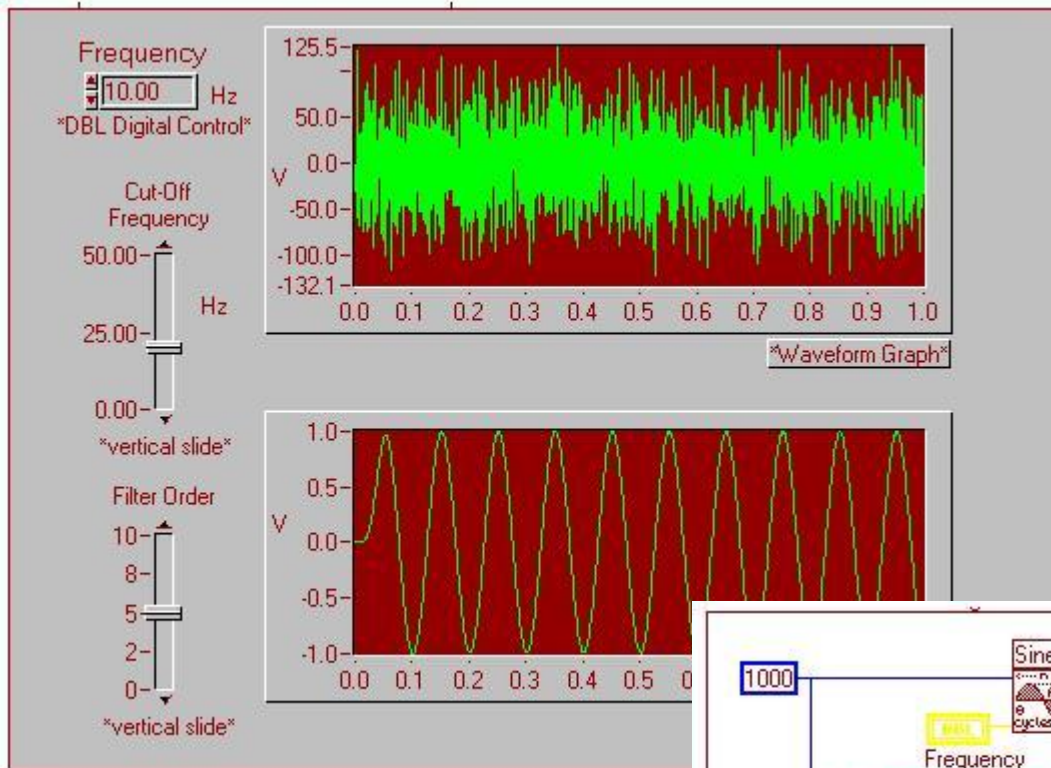 Frequency
10.00 Hz
*DBL Digital Control*
Cut-Off
Frequency
50.00
Hz
25.00
0.00
*vertical slide*
Filter Order
10
8
5
2
0
*vertical slide*
125.5
50.0
V 0.0
-50.0
-100.0
-132.1
0.0 0.1 0.2 0.3 0.4 0.5 0.6 0.7 0.8 0.9 1.0
*Waveform Graph*
1.0
0.5
V 0.0
-0.5
-1.0
0.0 0.1 0.2 0.3 0.4 0.5
1000
Sine
cycles
DBL
Frequency